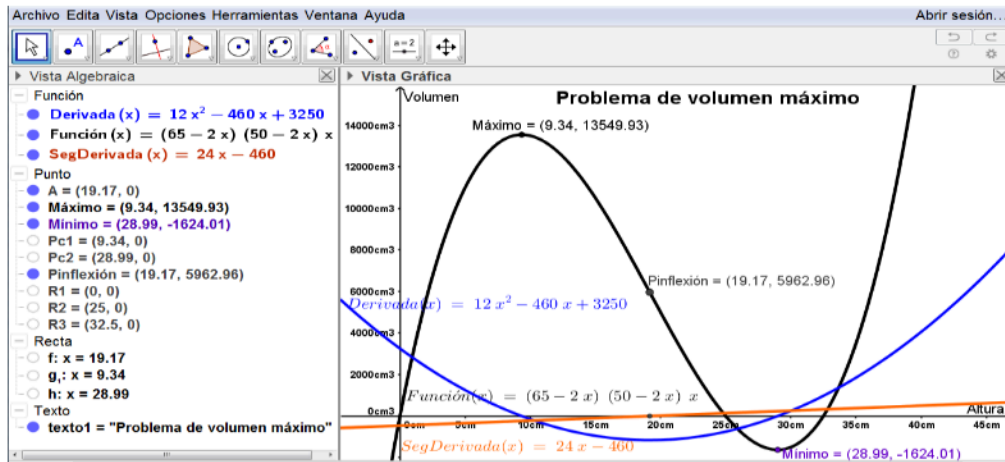 Archivo Edita Vista Opciones Herramientas Ventana Ayuda
Abrir sesión...
A
a=2
Vista Algebraica
Función
Derivada (x) = 12 x² − 460 x + 3250
Función (x) = (65 − 2 x) (50 − 2 x) x
SegDerivada (x) = 24 x − 460
Punto
A = (19.17, 0)
Máximo = (9.34, 13549.93)
Mínimo = (28.99, -1624.01)
Pc1 = (9.34, 0)
Pc2 = (28.99, 0)
Pinflexión = (19.17, 5962.96)
R1 = (0, 0)
R2 = (25, 0)
R3 = (32.5, 0)
Recta
f: x = 19.17
g₁: x = 9.34
h: x = 28.99
Texto
texto1 = "Problema de volumen máximo"
Vista Gráfica
Volumen
Problema de volumen máximo
14000cm3
Máximo = (9.34, 13549.93)
12000cm3
10000cm3
8000cm3
Pinflexión = (19.17, 5962.96)
6000cm3
Derivada(x) = 12 x² − 460 x + 3250
4000cm3
2000cm3
Función(x) = (65 − 2 x) (50 − 2 x) x
0cm3
Altura
0cm 5cm 10cm 15cm 20cm 25cm 30cm 35cm 40cm 45cm
SegDerivada(x) = 24 x − 460
Mínimo = (28.99, -1624.01)